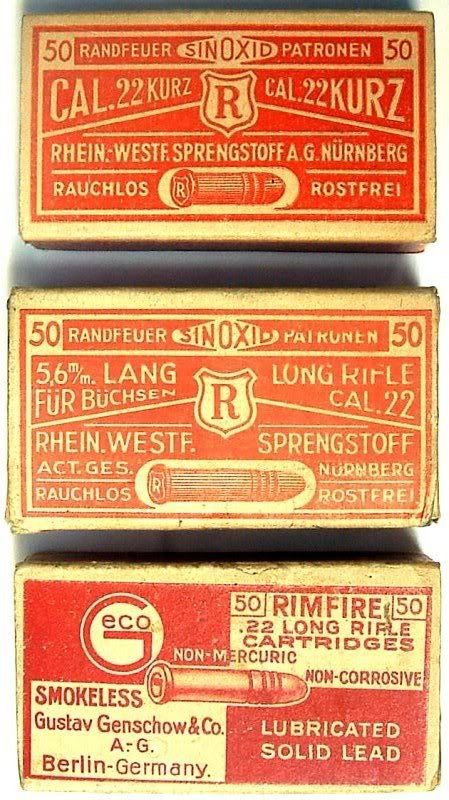 50 RANDFEUER SINOXID PATRONEN 50
CAL. 22 KURZ R CAL. 22 KURZ
RHEIN.-WESTF. SPRENGSTOFF A.G. NÜRNBERG
RAUCHLOS R ROSTFREI
50 RANDFEUER SINOXID PATRONEN 50
5,6 m/m. LANG R LONG RIFLE
FÜR BÜCHSEN CAL. 22
RHEIN. WESTF. SPRENGSTOFF
ACT. GES. NÜRNBERG
RAUCHLOS R ROSTFREI
Geco
50 RIMFIRE 50
.22 LONG RIFLE
CARTRIDGES
NON-MERCURIC
NON-CORROSIVE
G
SMOKELESS
Gustav Genschow & Co.
A.-G.
Berlin-Germany.
LUBRICATED
SOLID LEAD